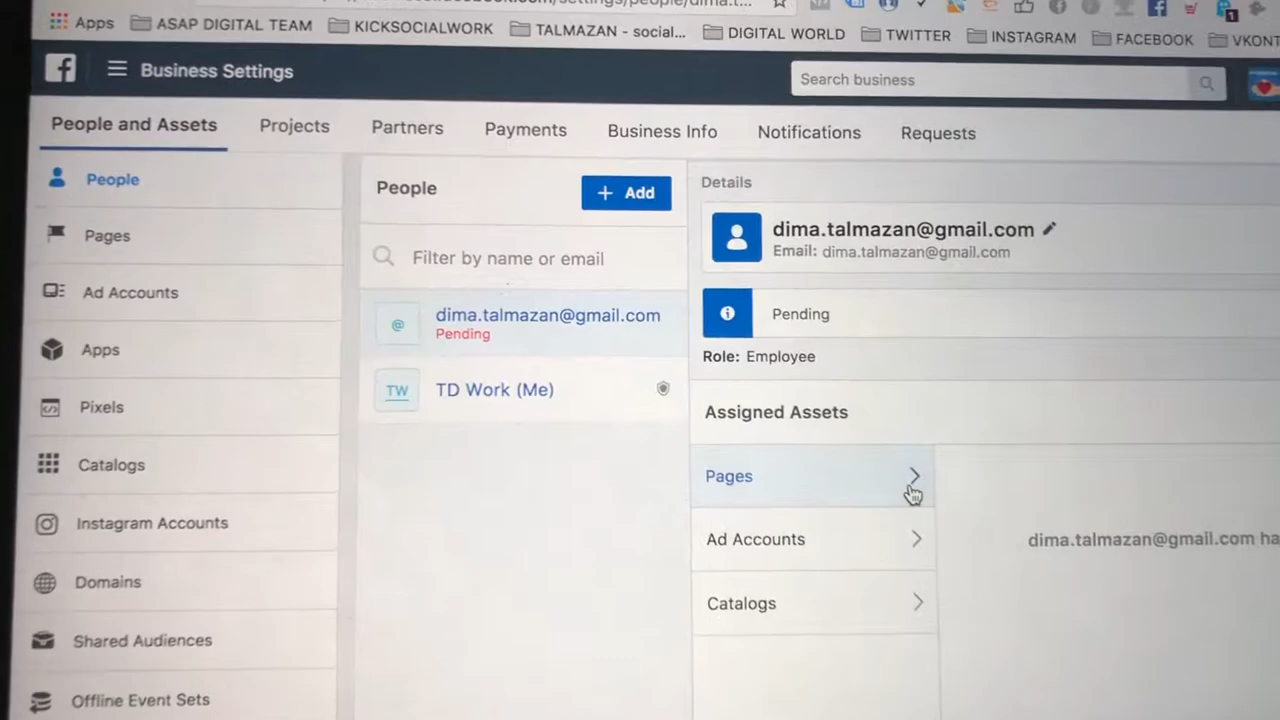 Apps
ASAP DIGITAL TEAM
KICKSOCIALWORK
TALMAZAN - social...
DIGITAL WORLD
TWITTER
INSTAGRAM
FACEBOOK
VKONT
Business Settings
Search business
People and Assets
Projects
Partners
Payments
Business Info
Notifications
Requests
People
Pages
Ad Accounts
Apps
Pixels
Catalogs
Instagram Accounts
Domains
Shared Audiences
Offline Event Sets
People
+ Add
Filter by name or email
@
dima.talmazan@gmail.com
Pending
TW
TD Work (Me)
Details
dima.talmazan@gmail.com
Email: dima.talmazan@gmail.com
Pending
Role: Employee
Assigned Assets
Pages
Ad Accounts
Catalogs
dima.talmazan@gmail.com ha